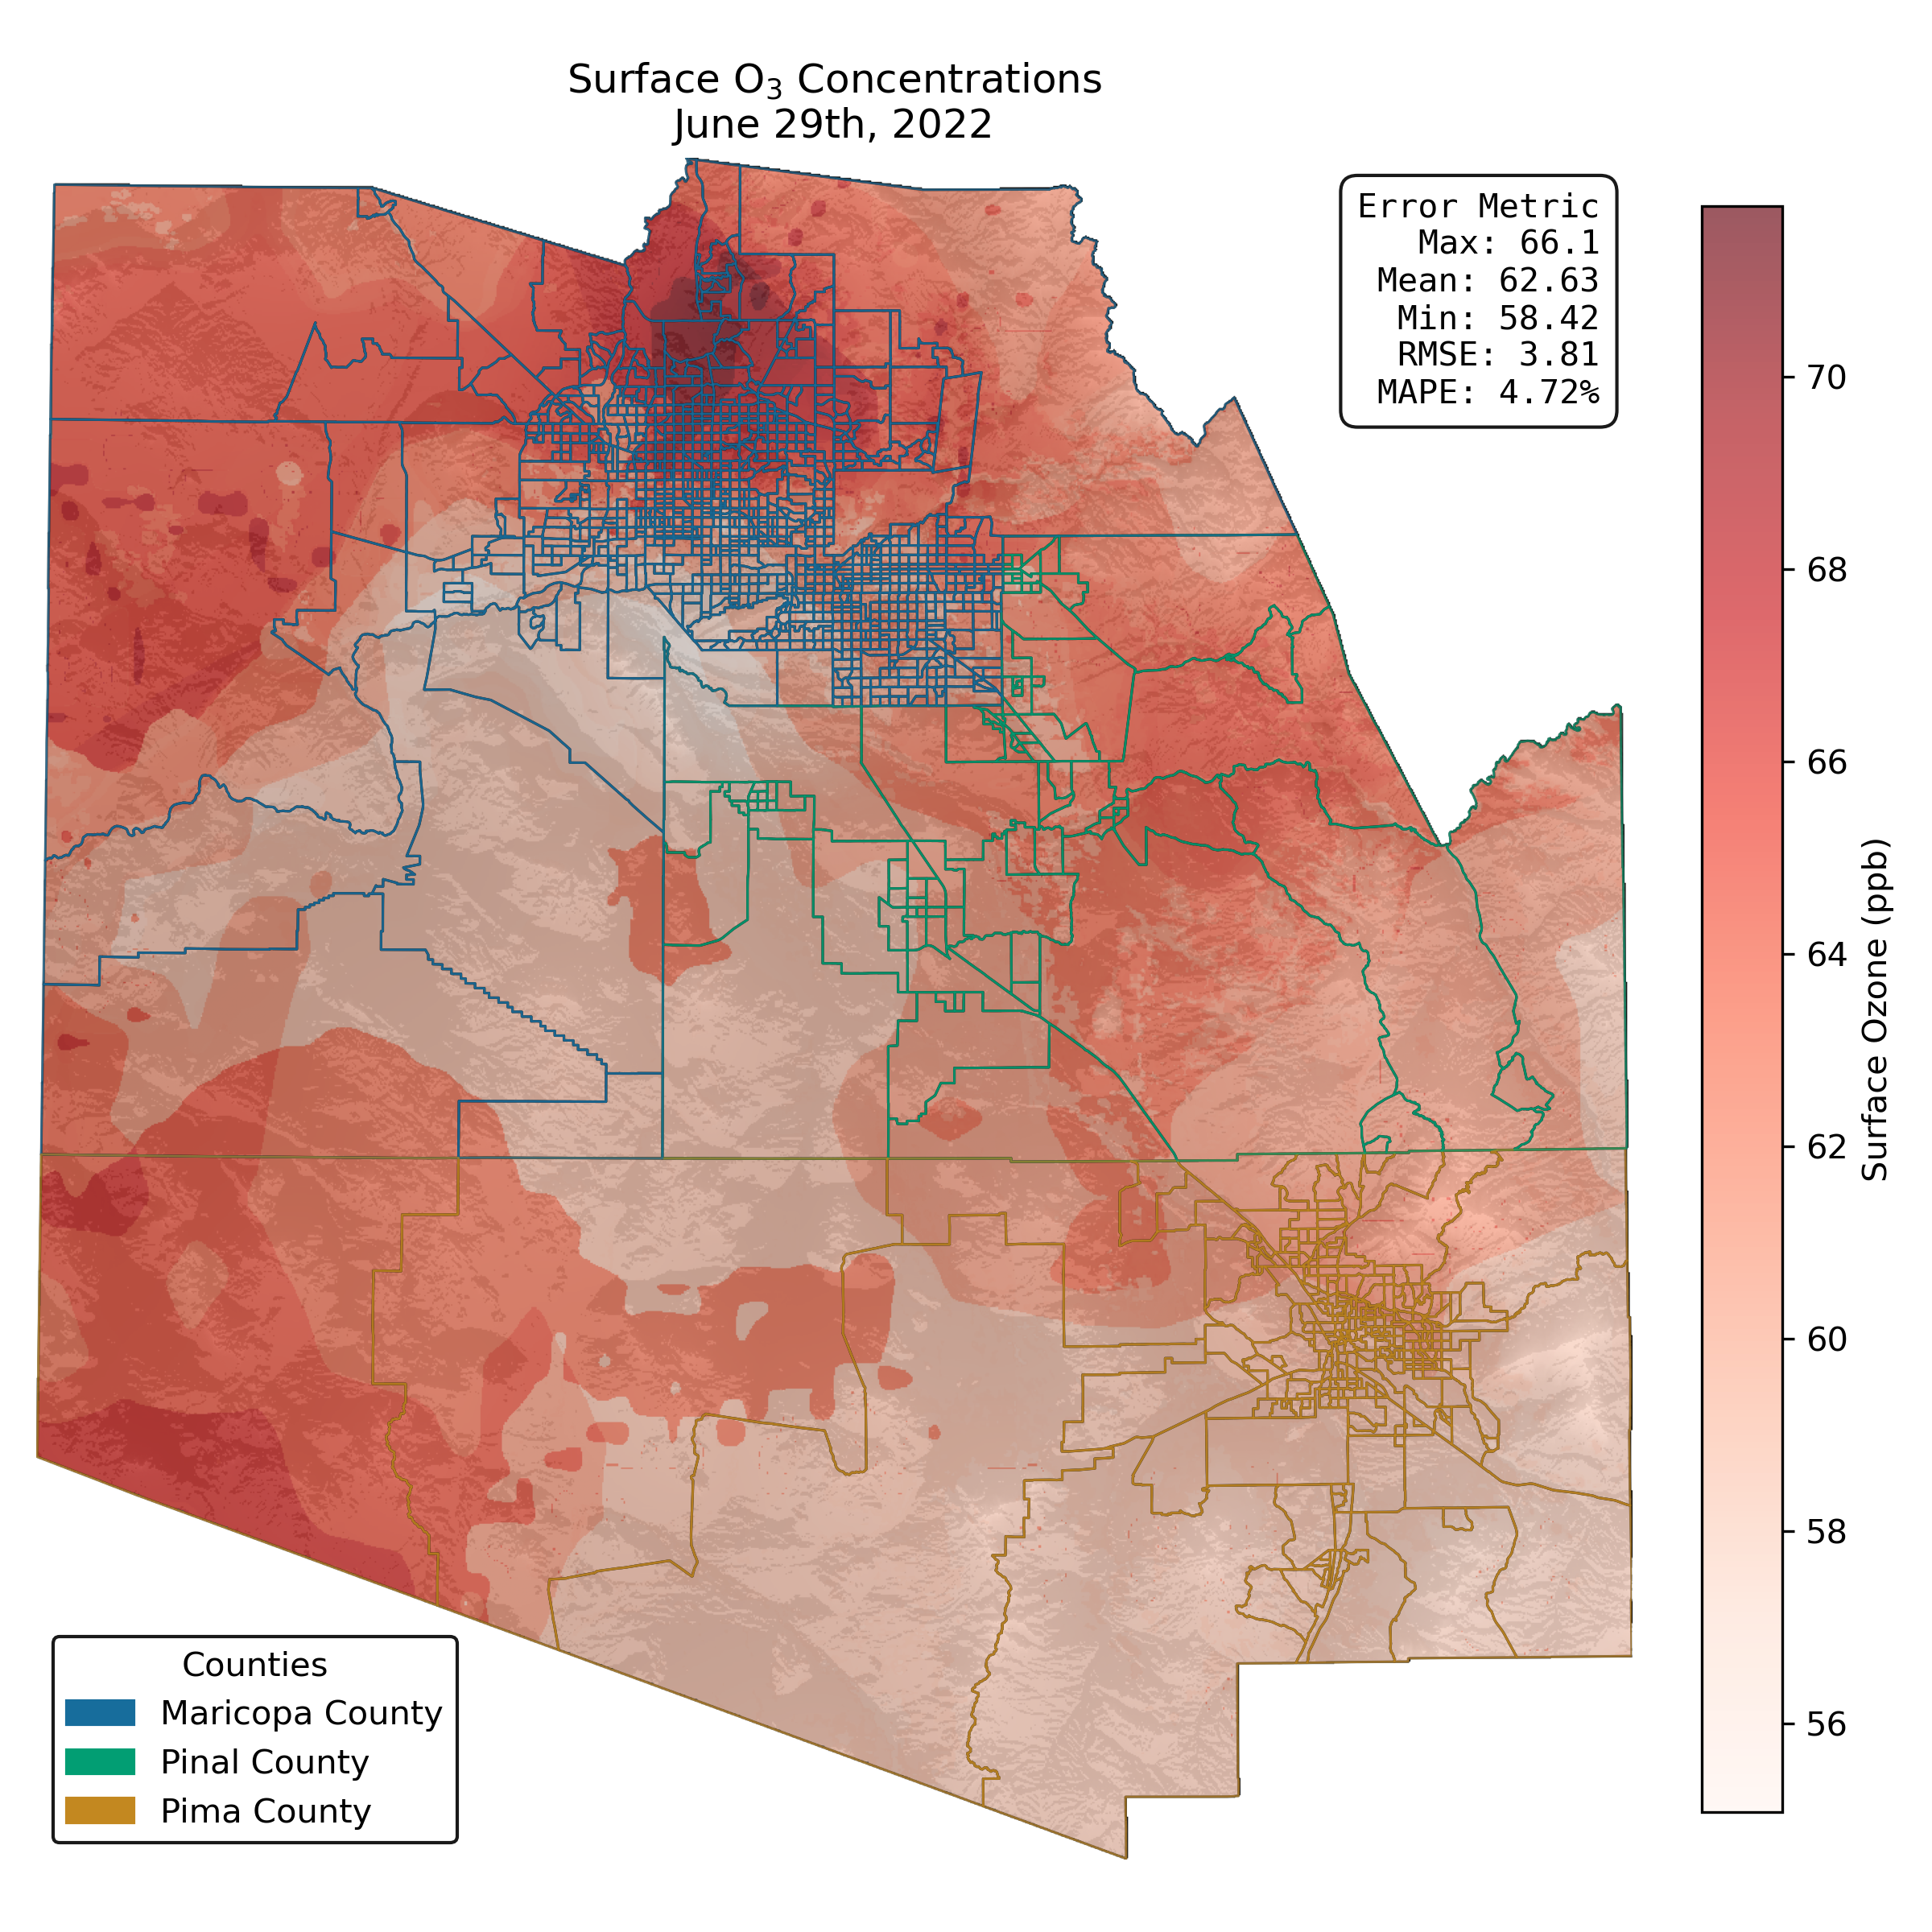 Surface O₃ Concentrations
June 29th, 2022
Error Metric
Max: 66.1
Mean: 62.63
Min: 58.42
RMSE: 3.81
MAPE: 4.72%
70
68
66
64
62
60
58
56
Surface Ozone (ppb)
Counties
Maricopa County
Pinal County
Pima County